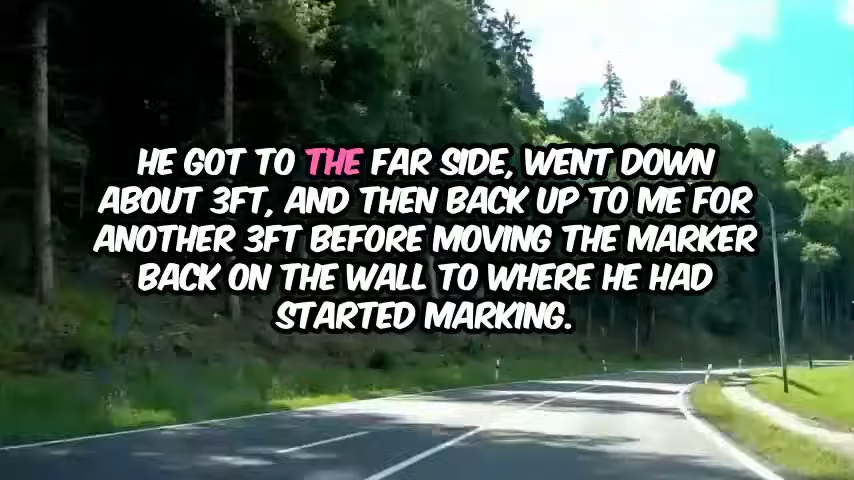 HE GOT TO THE FAR SIDE, WENT DOWN
ABOUT 3FT, AND THEN BACK UP TO ME FOR
ANOTHER 3FT BEFORE MOVING THE MARKER
BACK ON THE WALL TO WHERE HE HAD
STARTED MARKING.